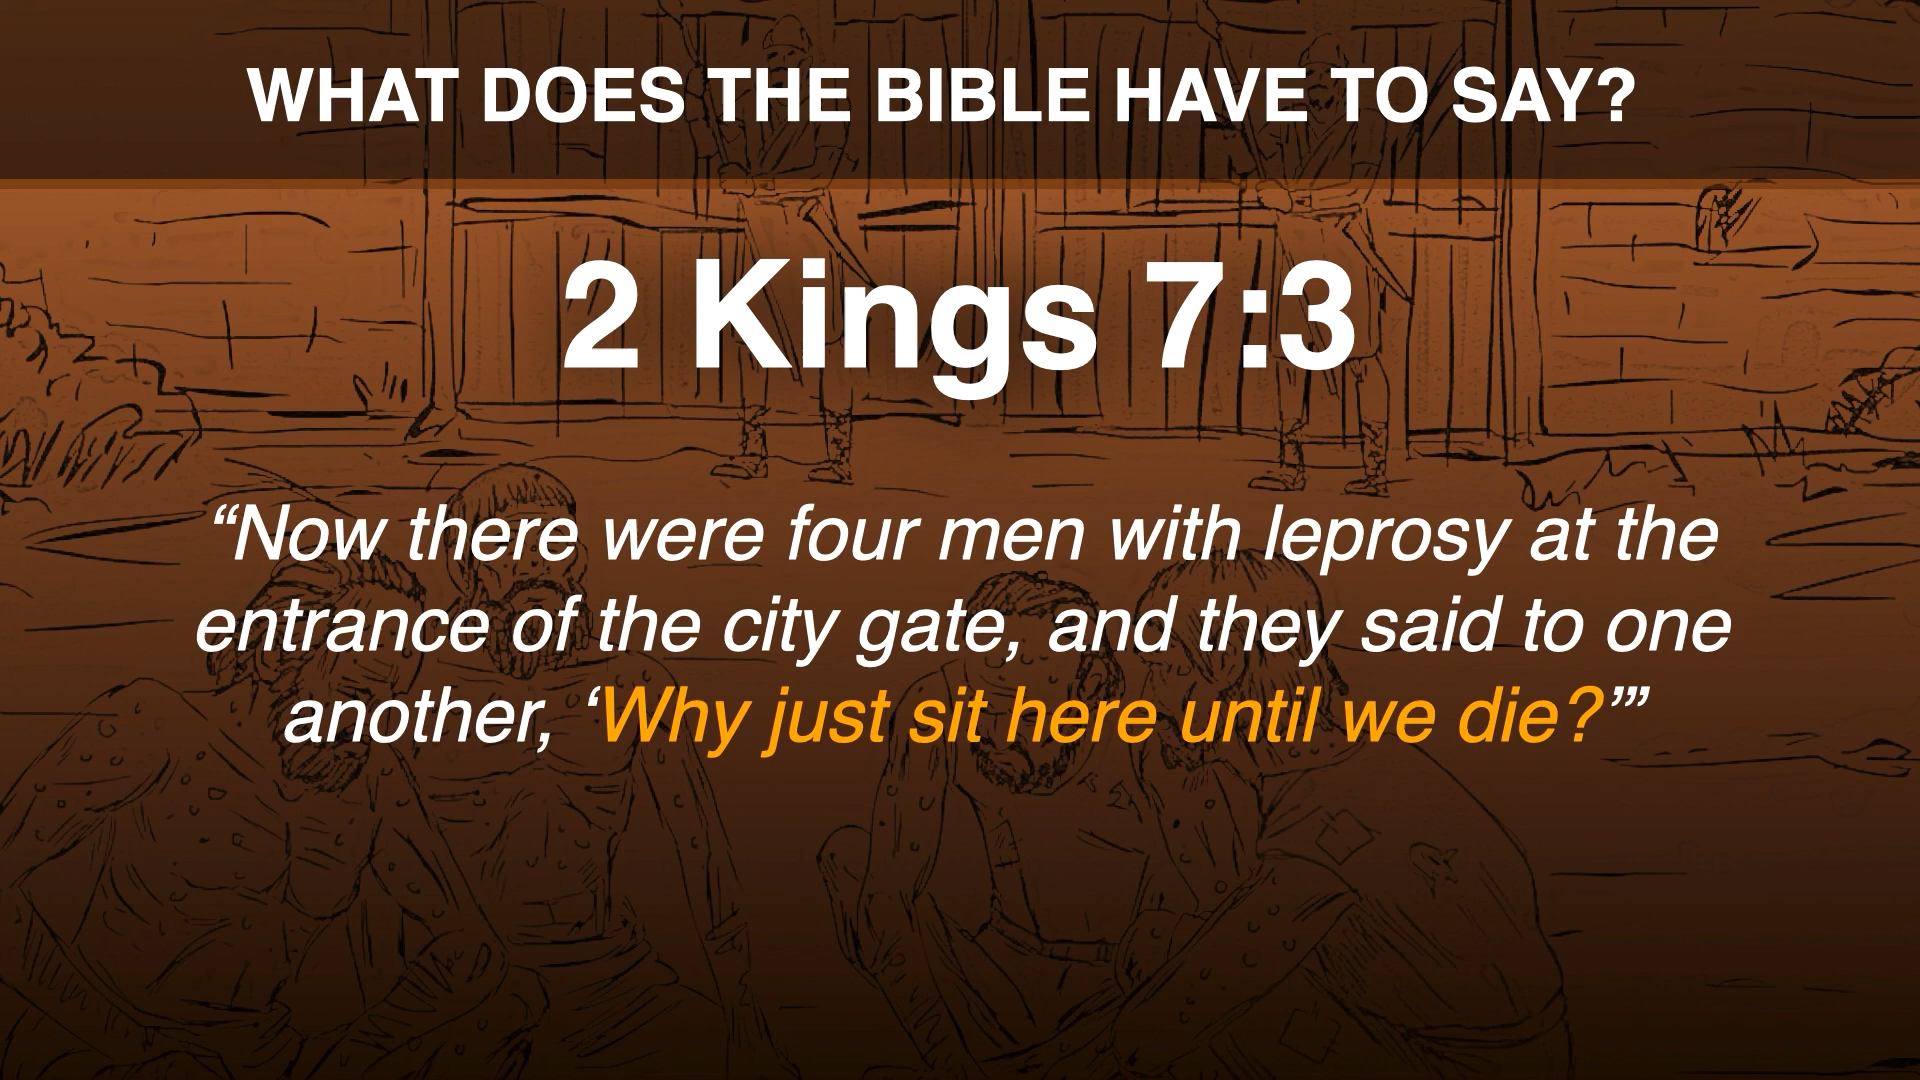 WHAT DOES THE BIBLE HAVE TO SAY?
2 Kings 7:3
“Now there were four men with leprosy at the
entrance of the city gate, and they said to one
another, ‘Why just sit here until we die?’”